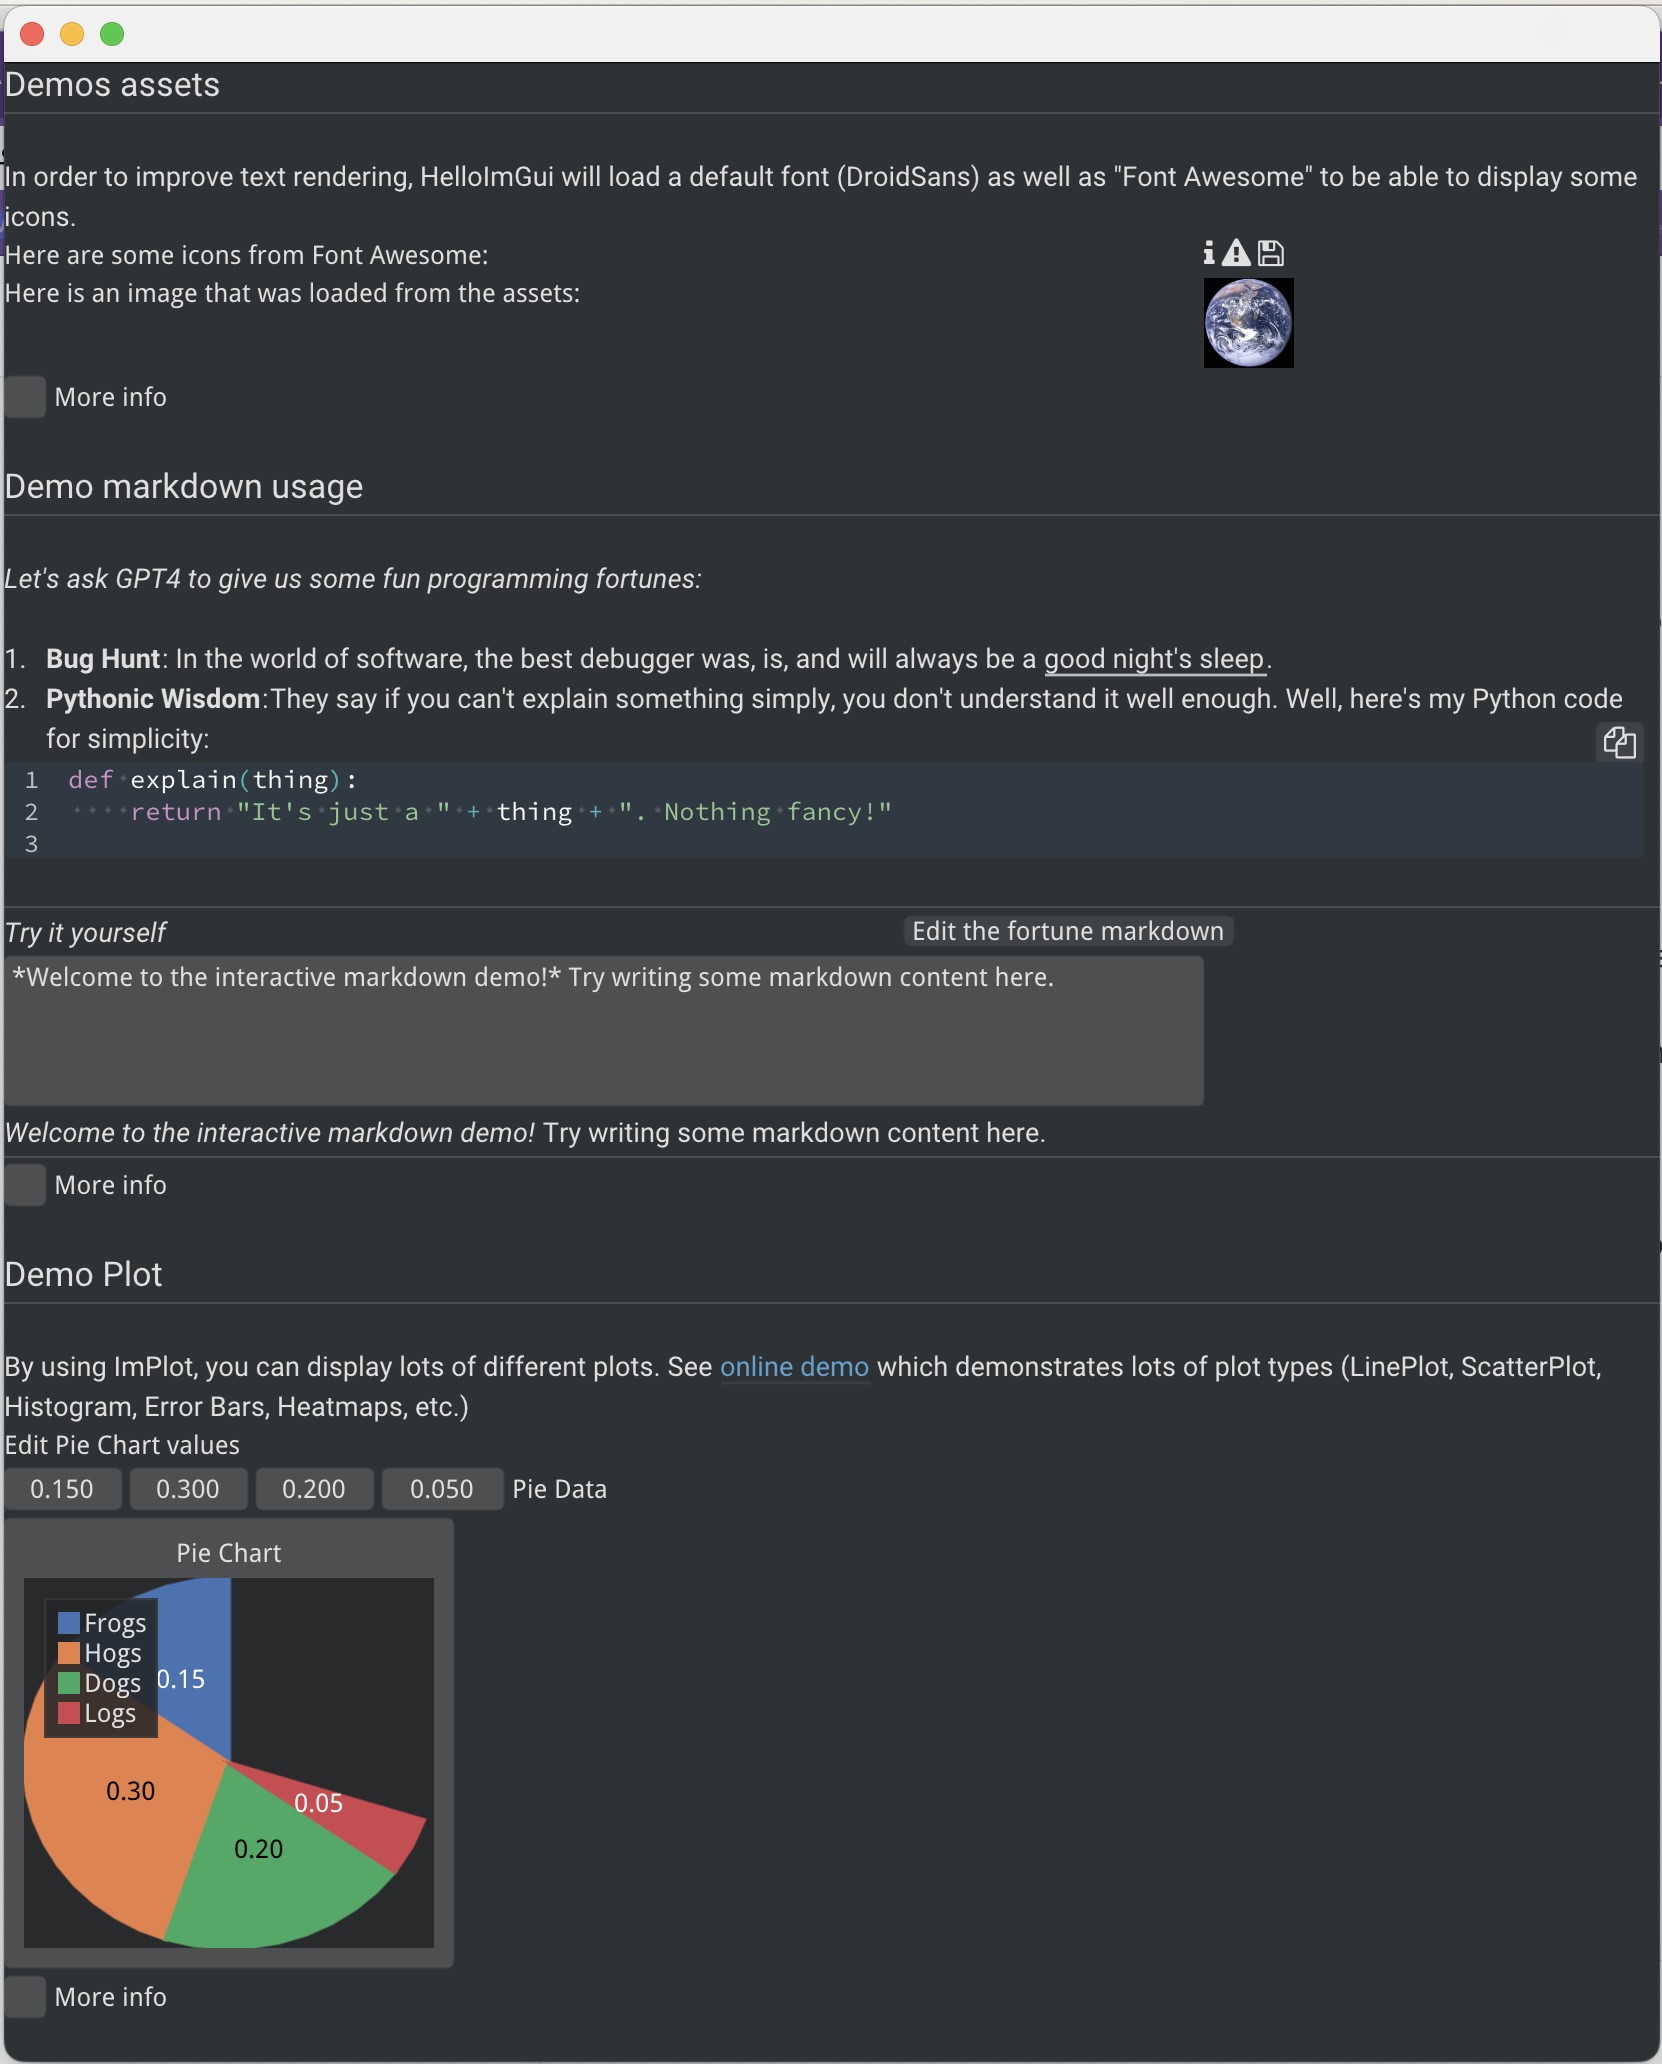 Demos assets
In order to improve text rendering, HelloImGui will load a default font (DroidSans) as well as "Font Awesome" to be able to display some
icons.
Here are some icons from Font Awesome:
Here is an image that was loaded from the assets:
More info
Demo markdown usage
Let's ask GPT4 to give us some fun programming fortunes:
1. Bug Hunt: In the world of software, the best debugger was, is, and will always be a good night's sleep.
2. Pythonic Wisdom:They say if you can't explain something simply, you don't understand it well enough. Well, here's my Python code
for simplicity:
1 def explain(thing):
2     return "It's just a " + thing + ". Nothing fancy!"
3
Try it yourself Edit the fortune markdown
*Welcome to the interactive markdown demo!* Try writing some markdown content here.
Welcome to the interactive markdown demo! Try writing some markdown content here.
More info
Demo Plot
By using ImPlot, you can display lots of different plots. See online demo which demonstrates lots of plot types (LinePlot, ScatterPlot,
Histogram, Error Bars, Heatmaps, etc.)
Edit Pie Chart values
0.150 0.300 0.200 0.050 Pie Data
Pie Chart
Frogs
Hogs
Dogs
Logs
0.15
0.30
0.05
0.20
More info